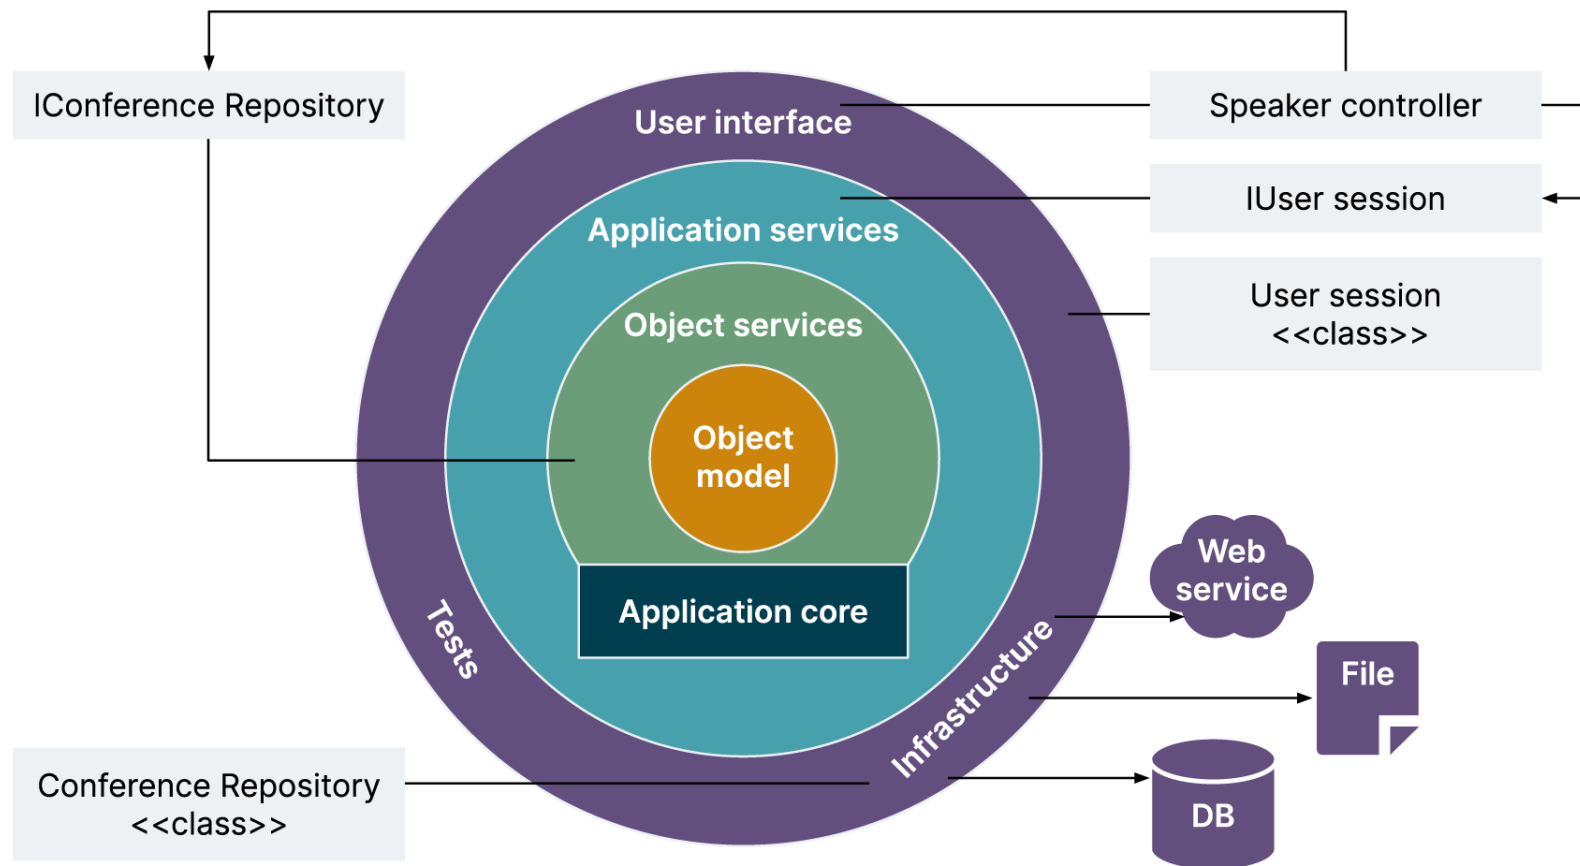 IConference Repository
User interface
Speaker controller
IUser session
Application services
User session
<<class>>
Object services
Object
model
Application core
Tests
Infrastructure
Web
service
File
DB
Conference Repository
<<class>>